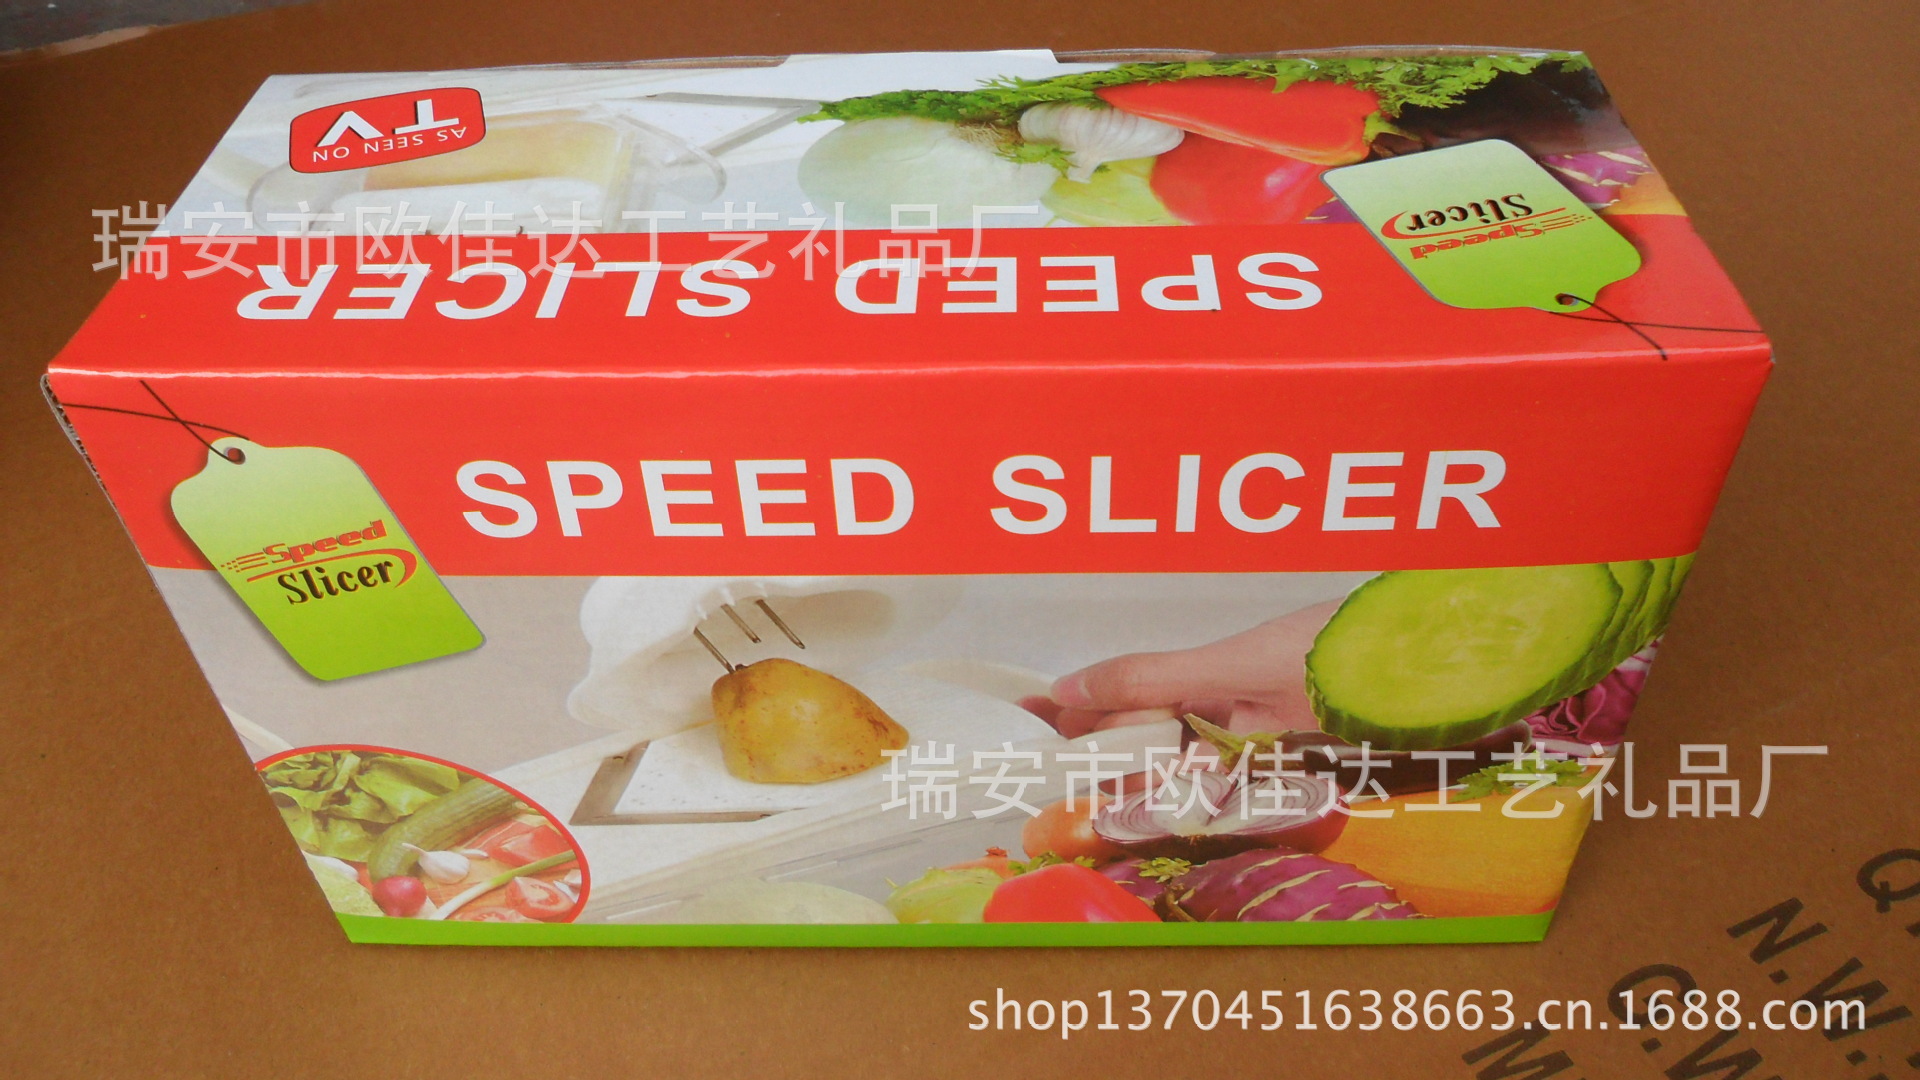 AS SEEN ON
TV
Speed
Slicer
瑞安市欧佳达工艺礼品厂
SPEED SLICER
SPEED SLICER
Speed
Slicer
瑞安市欧佳达工艺礼品厂
N.W.
G.W.
shop1370451638663.cn.1688.com